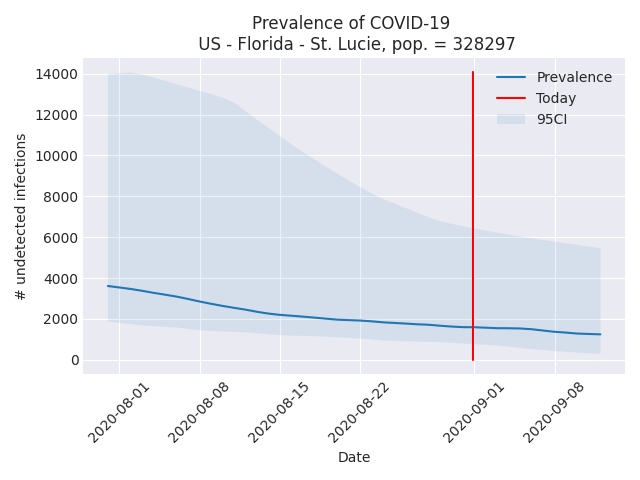 Prevalence of COVID-19
US - Florida - St. Lucie, pop. = 328297
Prevalence
Today
95CI
14000
12000
10000
8000
6000
4000
2000
0
# undetected infections
2020-08-01
2020-08-08
2020-08-15
2020-08-22
2020-09-01
2020-09-08
Date